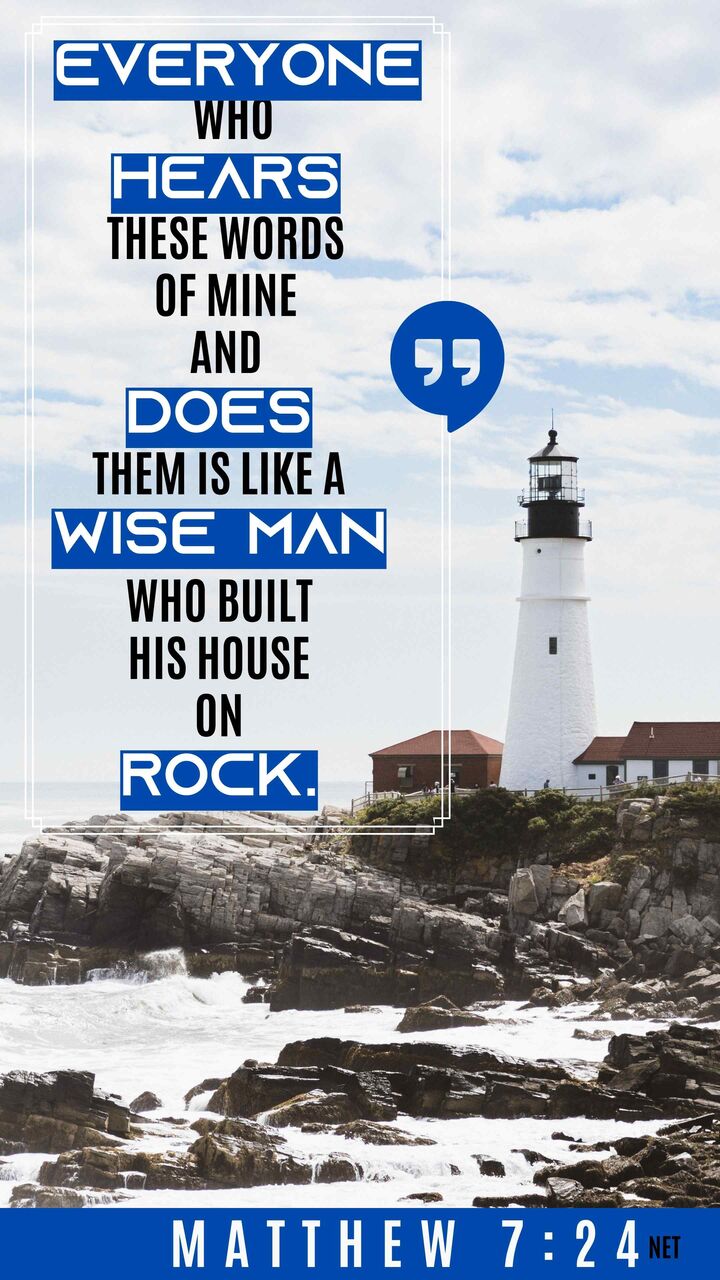 EVERYONE
WHO
HEARS
THESE WORDS
OF MINE
AND
DOES
THEM IS LIKE A
WISE MAN
WHO BUILT
HIS HOUSE
ON
ROCK.
MATTHEW 7:24 NET